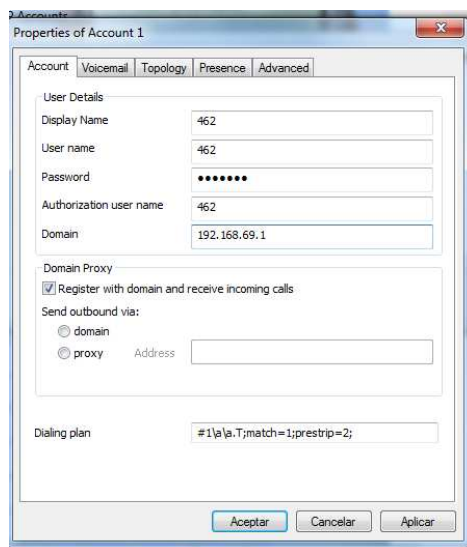 Accounts
Properties of Account 1
Account Voicemail Topology Presence Advanced
User Details
Display Name 462
User name 462
Password •••••••
Authorization user name 462
Domain 192.168.69.1
Domain Proxy
Register with domain and receive incoming calls
Send outbound via:
domain
proxy Address
Dialing plan #1\a\a.T;match=1;prestrip=2;
Aceptar Cancelar Aplicar